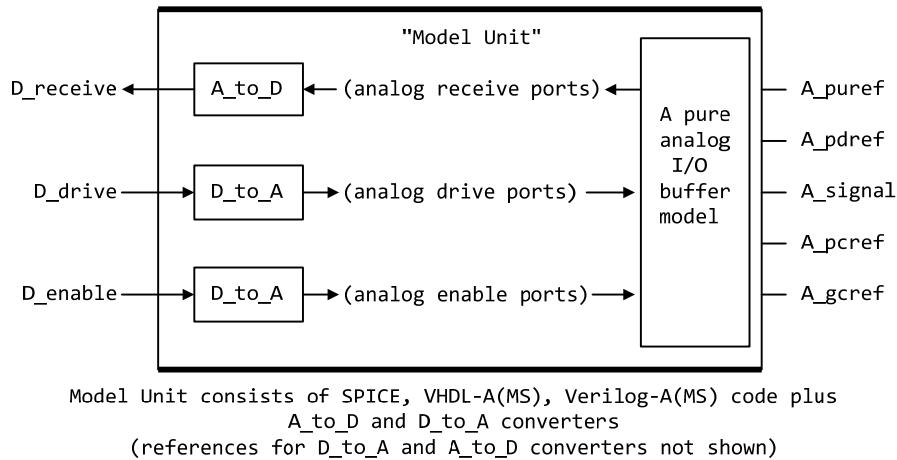 "Model Unit"
D_receive
A_to_D
(analog receive ports)
A_puref
A pure
analog
I/O
buffer
model
A_pdref
D_drive
D_to_A
(analog drive ports)
A_signal
A_pcref
D_enable
D_to_A
(analog enable ports)
A_gcref
Model Unit consists of SPICE, VHDL-A(MS), Verilog-A(MS) code plus
A_to_D and D_to_A converters
(references for D_to_A and A_to_D converters not shown)